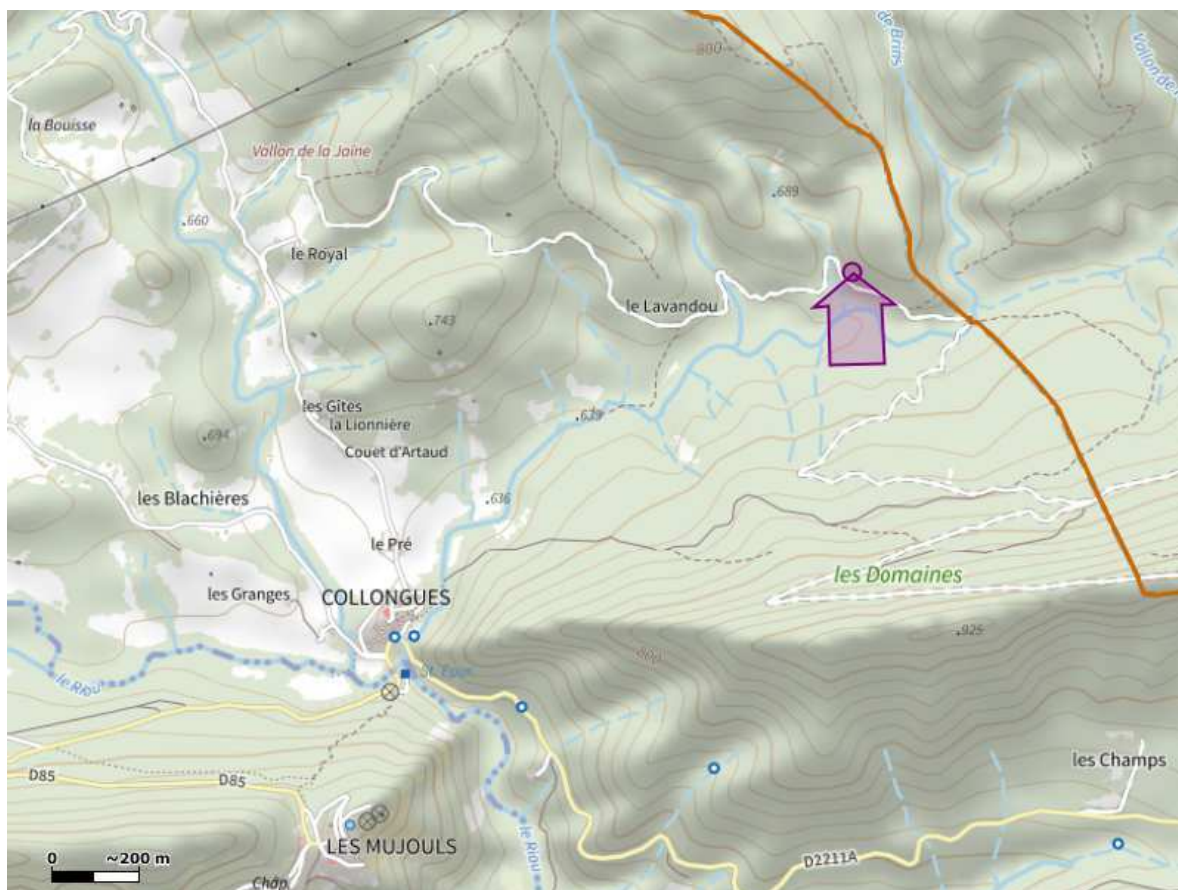 800
de Brins
Vallon de
la Bouisse
Vallon de la Jaïne
.689
.660
le Royal
le Lavandou
.743
les Gîtes
la Lionnière
.639
.694
Couet d'Artaud
les Blachières
.636
le Pré
les Domaines
les Granges
COLLONGUES
.925
800
le Riou
D85
D85
les Champs
le Riou
LES MUJOULS
D2211A
0 ~200 m
Châp.